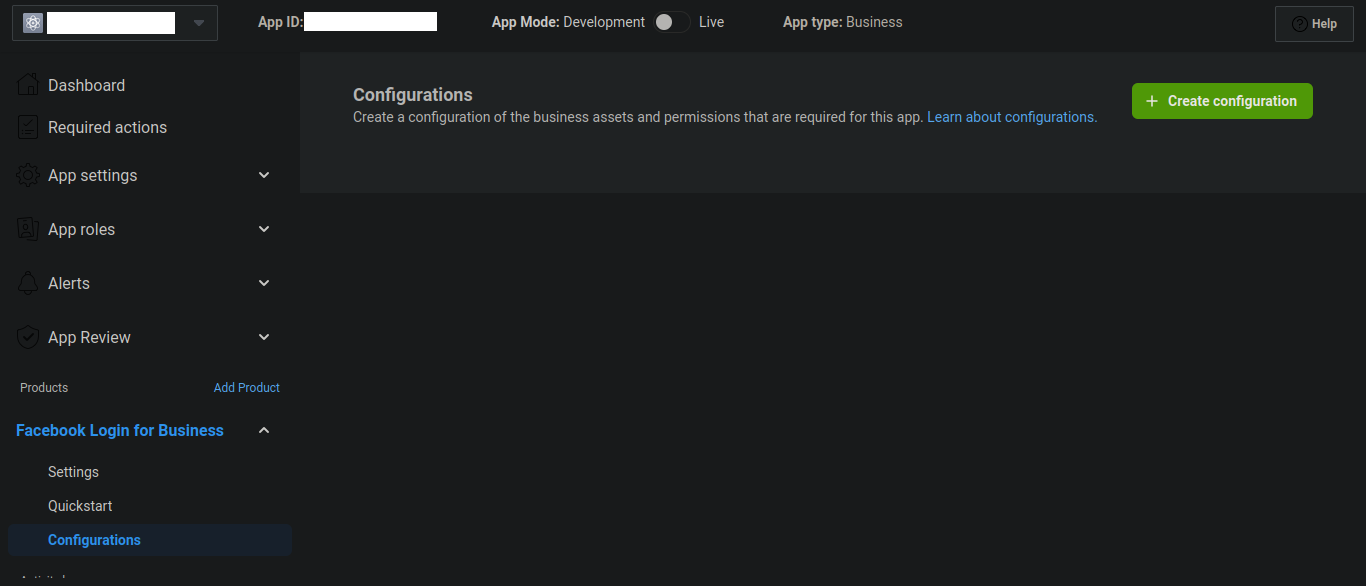 App ID:
App Mode: Development Live
App type: Business
Help
Dashboard
Required actions
App settings
App roles
Alerts
App Review
Products Add Product
Facebook Login for Business
Settings
Quickstart
Configurations
Configurations
Create a configuration of the business assets and permissions that are required for this app. Learn about configurations.
+ Create configuration